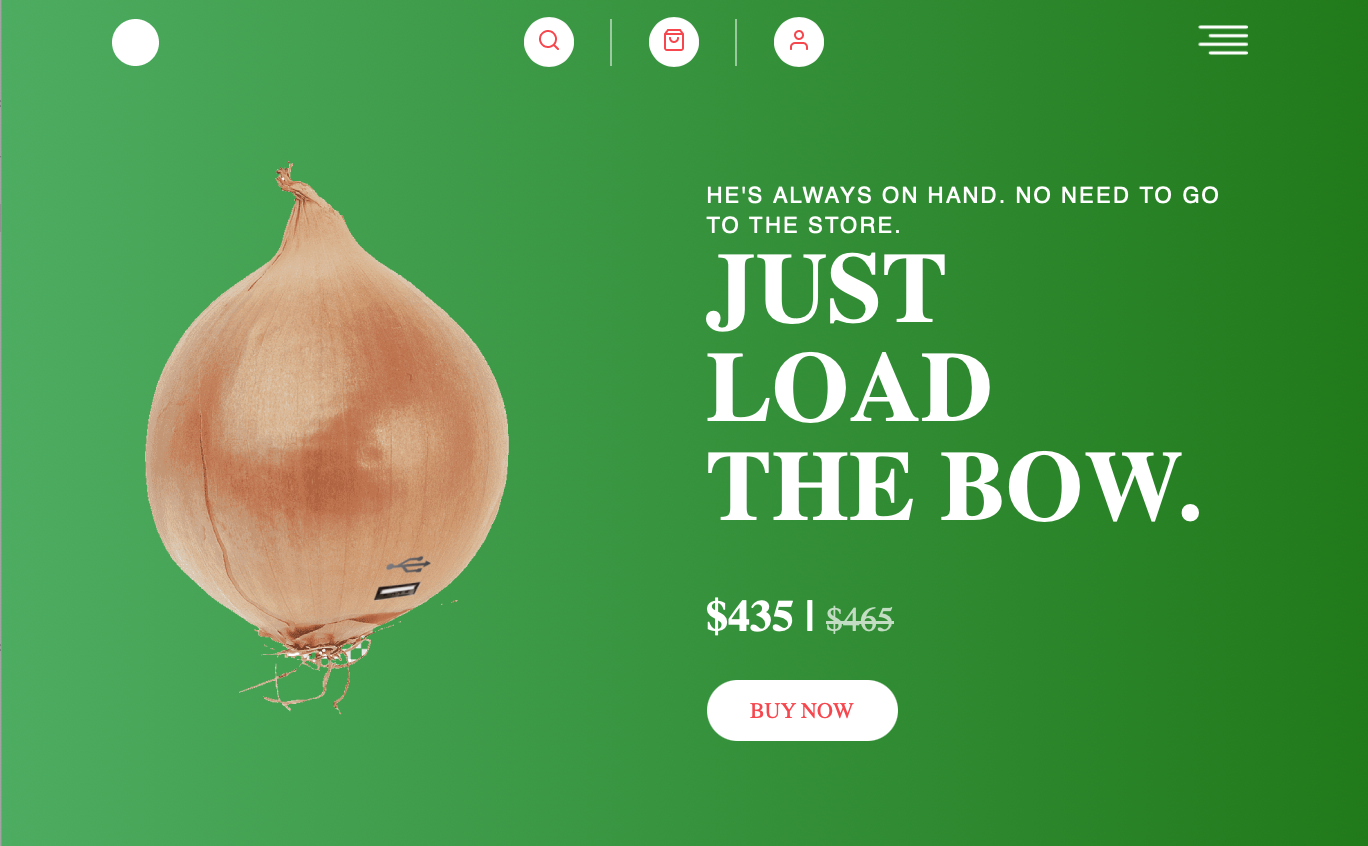 HE'S ALWAYS ON HAND. NO NEED TO GO
TO THE STORE.
JUST
LOAD
THE BOW.
$435 | $465
BUY NOW